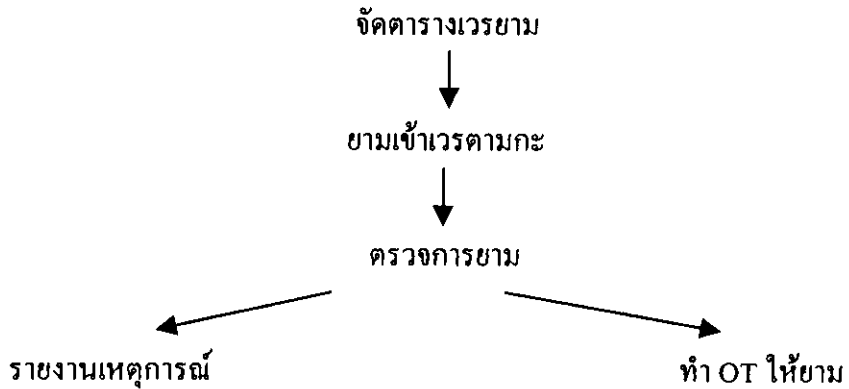 จัดตารางเวรยาม
ยามเข้าเวรตามกะ
ตรวจการยาม
รายงานเหตุการณ์
ทำ OT ให้ยาม